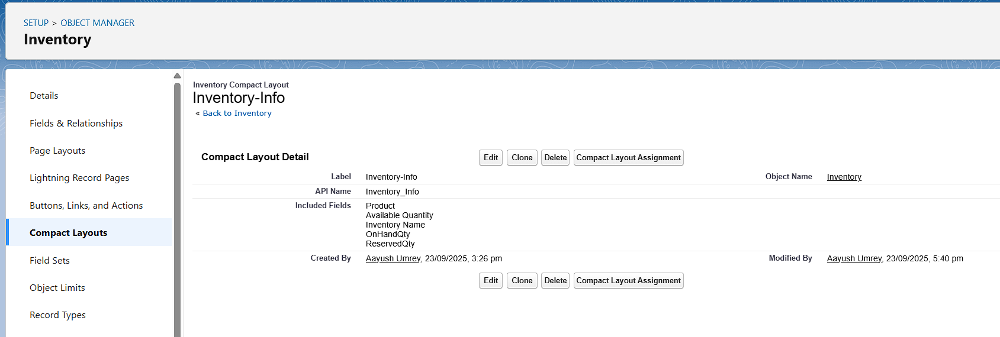 SETUP > OBJECT MANAGER
Inventory
Details
Fields & Relationships
Page Layouts
Lightning Record Pages
Buttons, Links, and Actions
Compact Layouts
Field Sets
Object Limits
Record Types
Inventory Compact Layout
Inventory-Info
« Back to Inventory
Compact Layout Detail Edit Clone Delete Compact Layout Assignment
Label Inventory-Info Object Name Inventory
API Name Inventory_Info
Included Fields Product
Available Quantity
Inventory Name
OnHandQty
ReservedQty
Created By Aayush Umrey, 23/09/2025, 3:26 pm Modified By Aayush Umrey, 23/09/2025, 5:40 pm
Edit Clone Delete Compact Layout Assignment